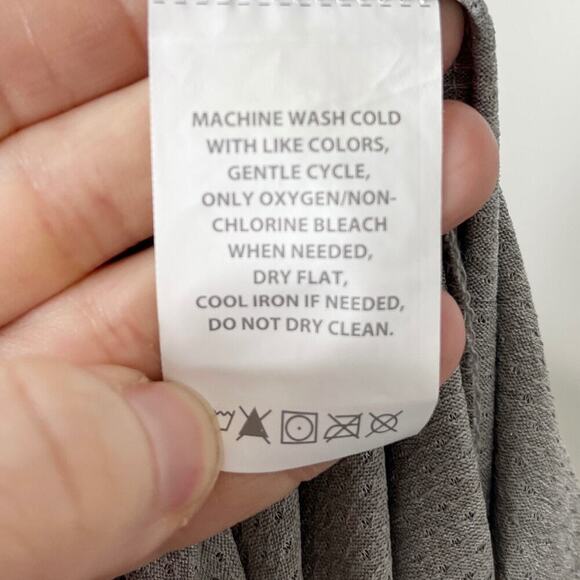 MACHINE WASH COLD
WITH LIKE COLORS,
GENTLE CYCLE,
ONLY OXYGEN/NON-
CHLORINE BLEACH
WHEN NEEDED,
DRY FLAT,
COOL IRON IF NEEDED,
DO NOT DRY CLEAN.